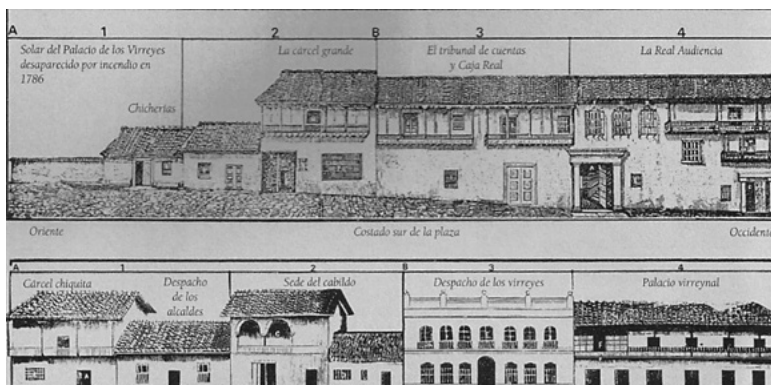 A 1 2 B 3 4
Solar del Palacio de los Virreyes
desaparecido por incendio en
1786
La cárcel grande
El tribunal de cuentas
y Caja Real
La Real Audiencia
Chicherías
Oriente Costado sur de la plaza Occidente
A 1 2 B 3 4
Cárcel chiquita
Despacho
de los
alcaldes
Sede del cabildo
Despacho de los virreyes
Palacio virreynal